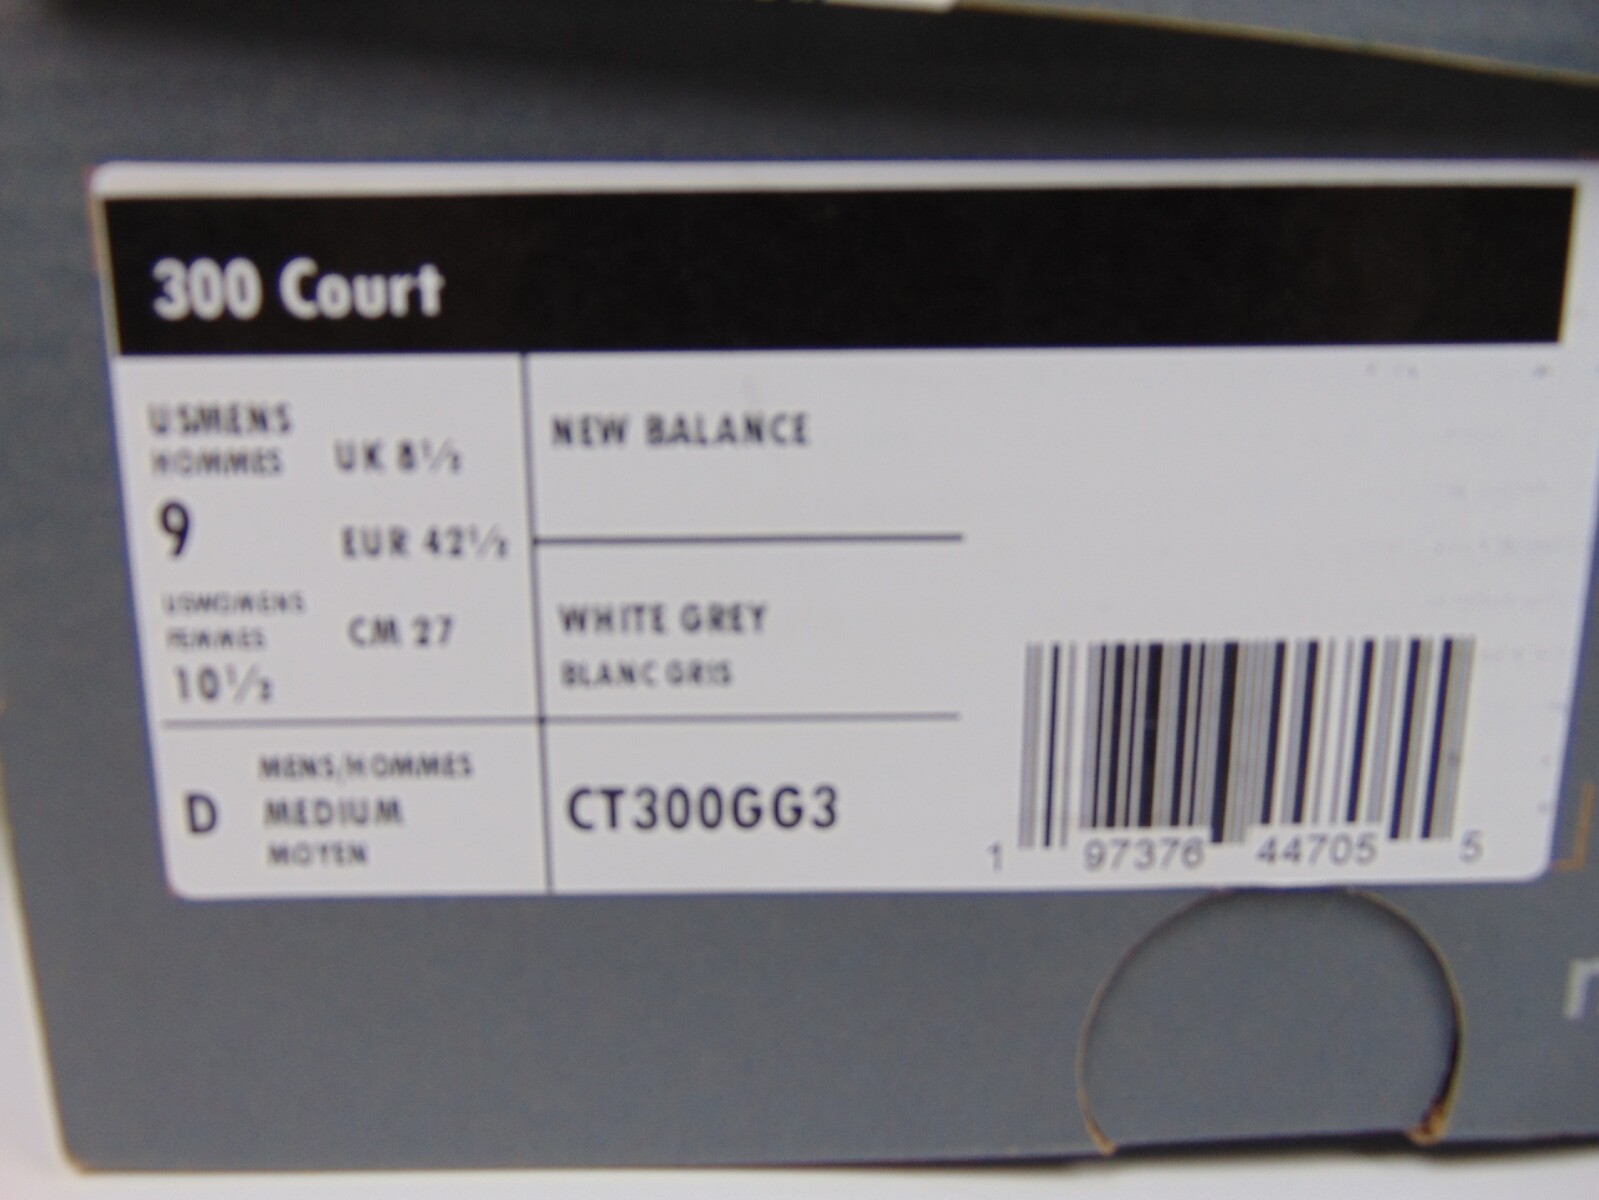 300 Court
USMENS
HOMMES
9
UK 8½
EUR 42½
USWOMENS
FEMMES
10½
CM 27
NEW BALANCE
WHITE GREY
BLANC GRIS
D
MENS/HOMMES
MEDIUM
MOYEN
CT300GG3
1 97376 44705 5